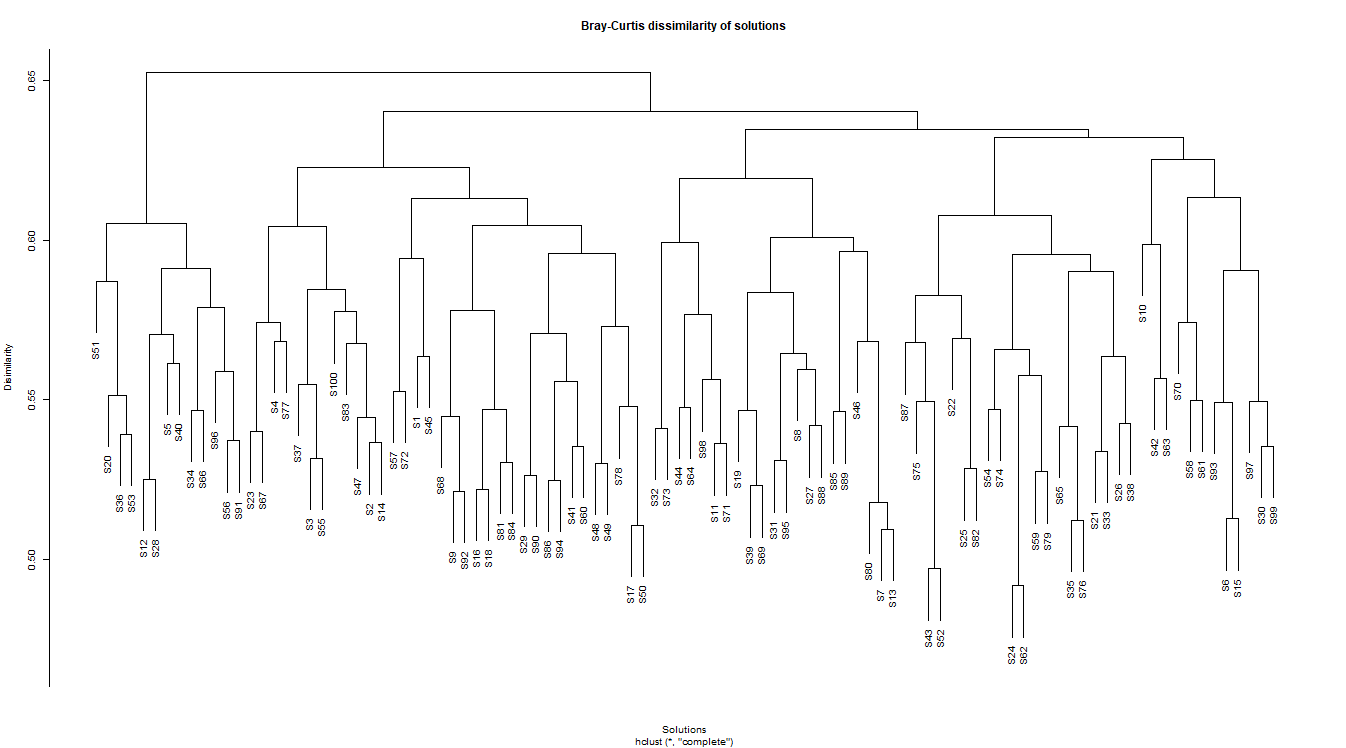 Bray-Curtis dissimilarity of solutions
Disimilarity
0.65
0.60
0.55
0.50
S51
S20
S36
S53
S12
S28
S5
S40
S34
S66
S96
S56
S91
S23
S67
S4
S77
S37
S3
S55
S100
S83
S47
S2
S14
S57
S72
S1
S45
S68
S9
S92
S16
S18
S81
S84
S29
S90
S86
S94
S41
S60
S48
S49
S78
S17
S50
S32
S73
S44
S64
S98
S11
S71
S19
S39
S69
S31
S95
S8
S27
S88
S85
S89
S46
S80
S7
S13
S87
S75
S43
S52
S22
S25
S82
S54
S74
S24
S62
S59
S79
S65
S35
S76
S21
S33
S26
S38
S10
S42
S63
S70
S58
S61
S93
S6
S15
S97
S30
S99
Solutions
hclust (*, "complete")